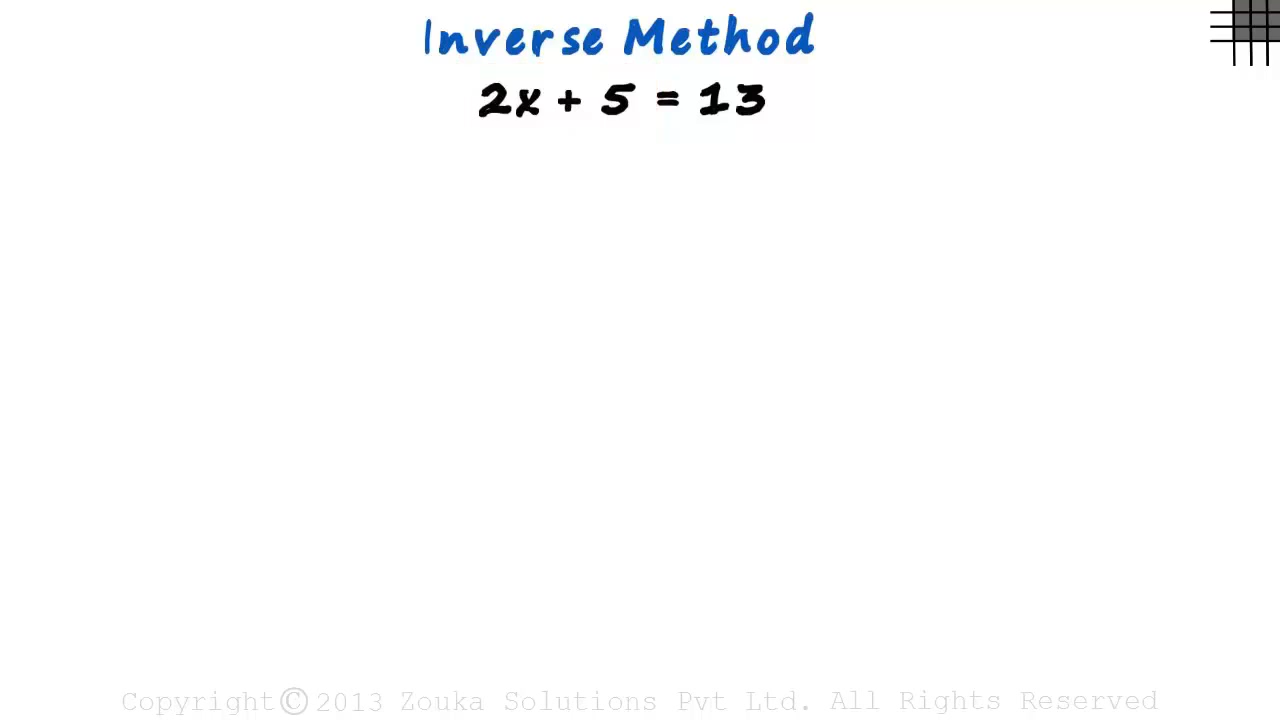 Inverse Method
2x + 5 = 13
Copyright© 2013 Zouka Solutions Pvt Ltd. All Rights Reserved